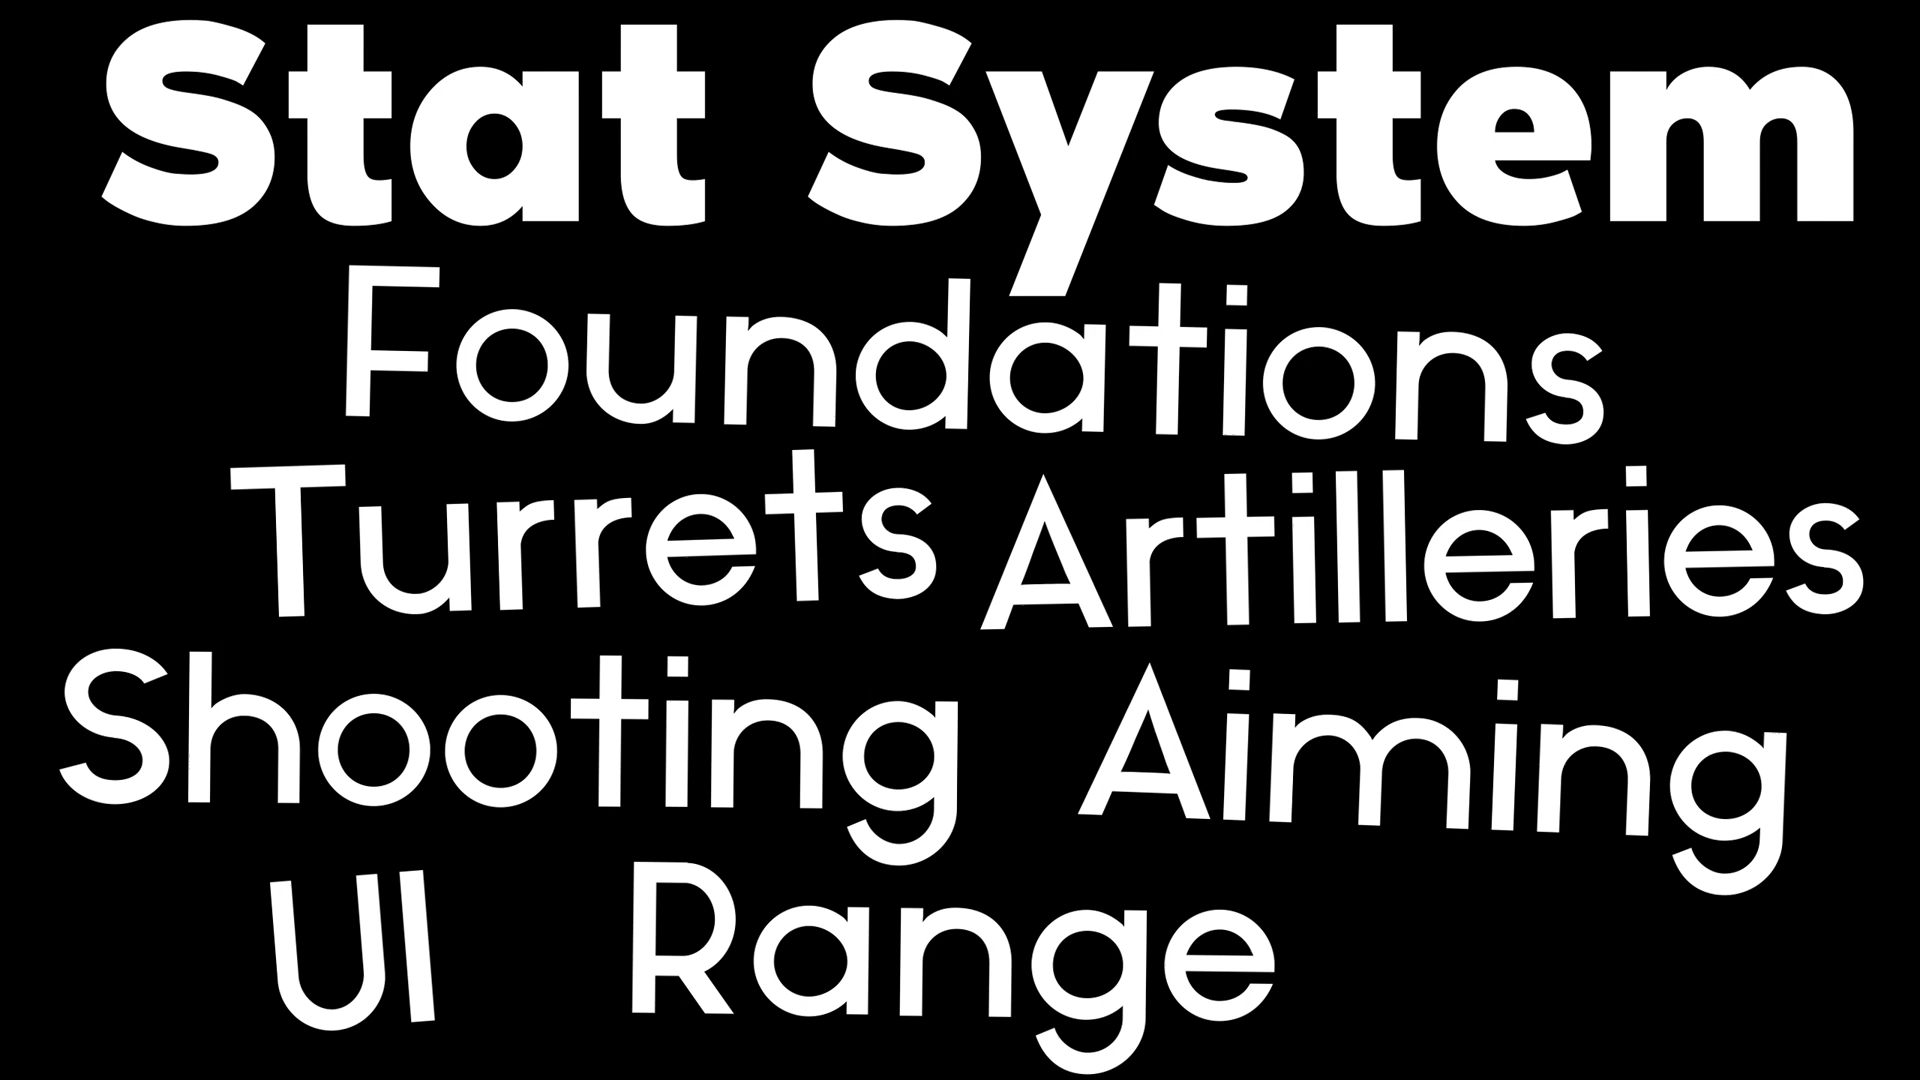 Stat System
Foundations
Turrets Artilleries
Shooting Aiming
UI Range